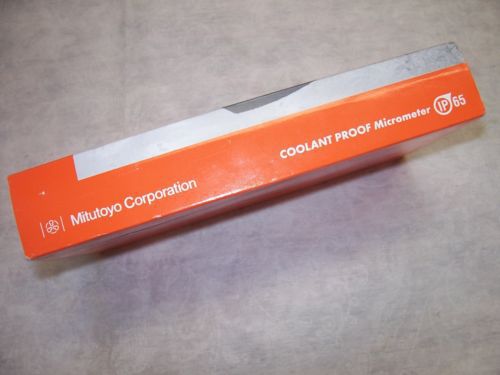 Mitutoyo Corporation
COOLANT PROOF Micrometer IP65